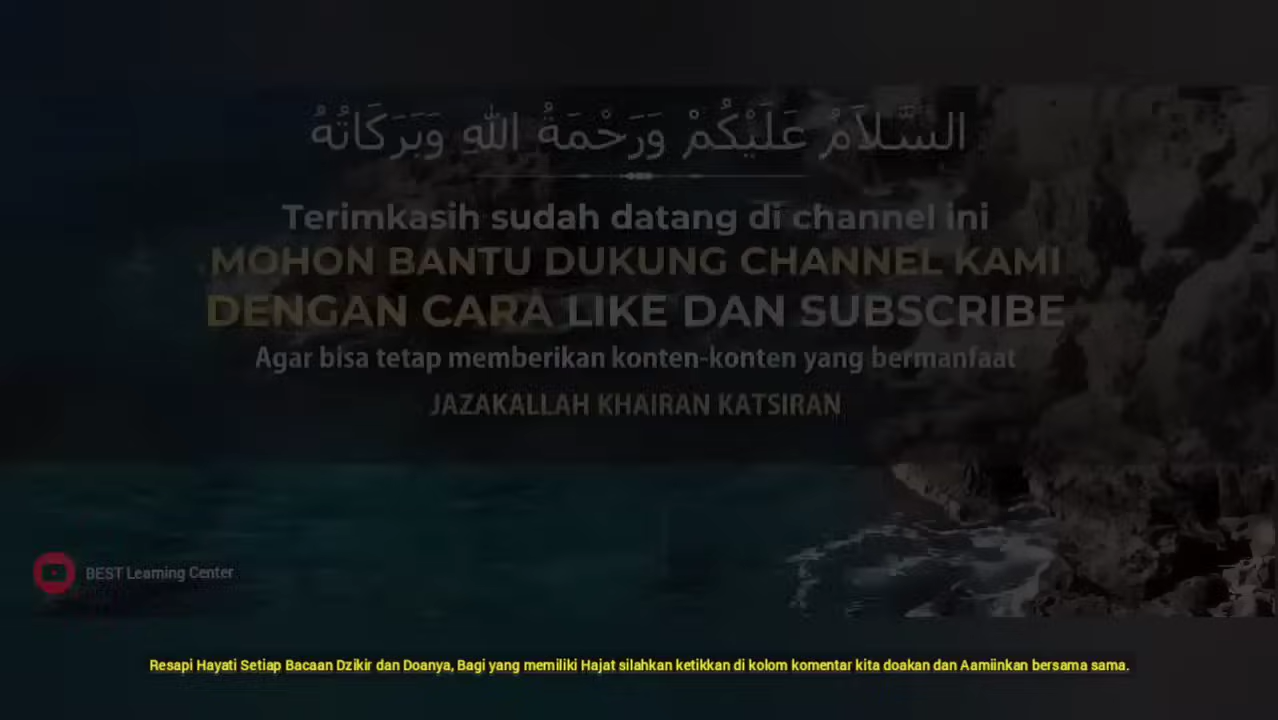 السَّلاَمُ عَلَيْكُمْ وَرَحْمَةُ اللهِ وَبَرَكَاتُهُ
Terimkasih sudah datang di channel ini
MOHON BANTU DUKUNG CHANNEL KAMI
DENGAN CARA LIKE DAN SUBSCRIBE
Agar bisa tetap memberikan konten-konten yang bermanfaat
JAZAKALLAH KHAIRAN KATSIRAN
BEST Learning Center
Resapi Hayati Setiap Bacaan Dzikir dan Doanya, Bagi yang memiliki Hajat silahkan ketikkan di kolom komentar kita doakan dan Aamiinkan bersama sama.